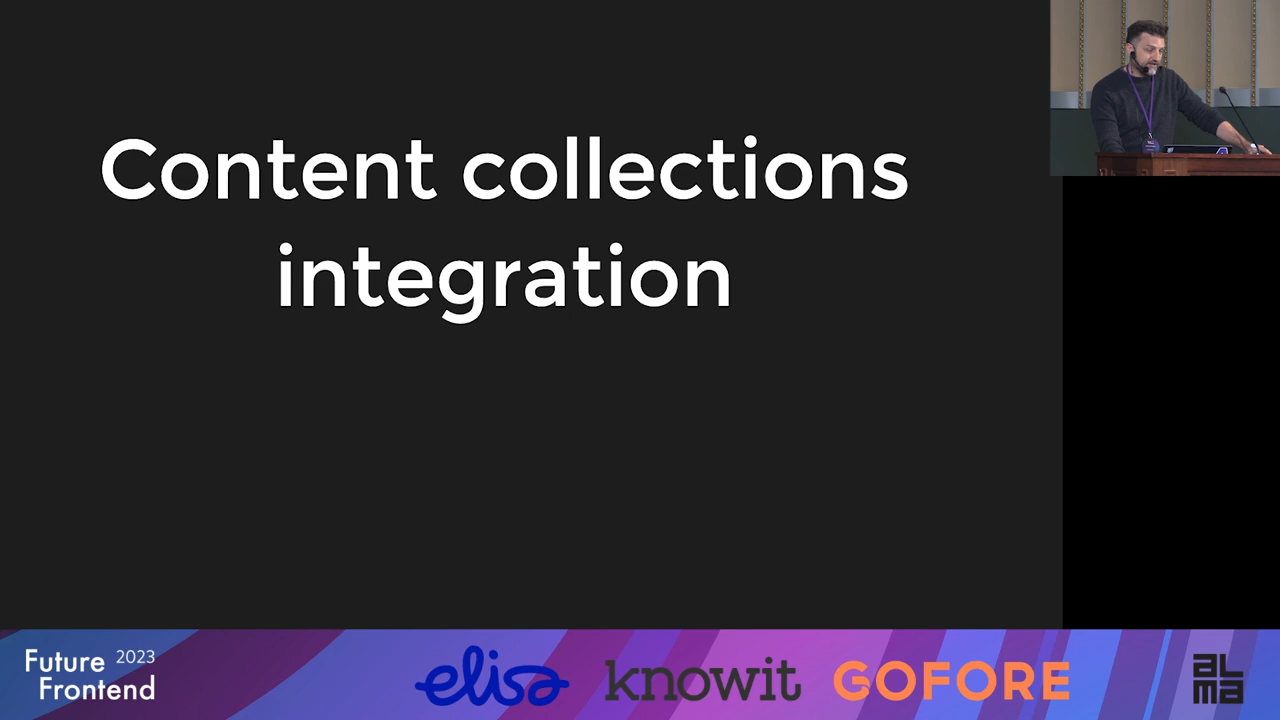 Content collections
integration
Future 2023
Frontend
elisa
knowit
GOFORE
alma